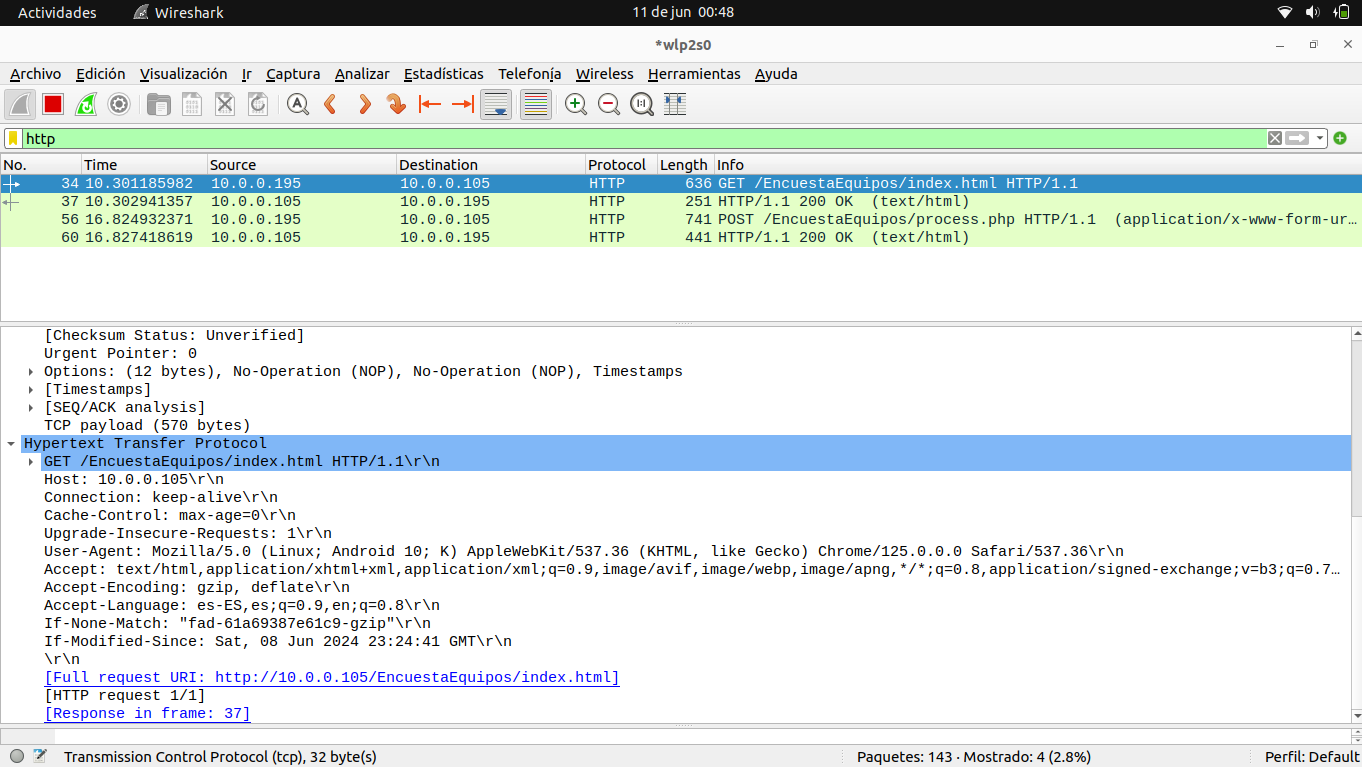 Actividades Wireshark 11 de jun 00:48
*wlp2s0
Archivo Edición Visualización Ir Captura Analizar Estadísticas Telefonía Wireless Herramientas Ayuda
http
No. Time Source Destination Protocol Length Info
34 10.301185982 10.0.0.195 10.0.0.105 HTTP 636 GET /EncuestaEquipos/index.html HTTP/1.1
37 10.302941357 10.0.0.105 10.0.0.195 HTTP 251 HTTP/1.1 200 OK (text/html)
56 16.824932371 10.0.0.195 10.0.0.105 HTTP 741 POST /EncuestaEquipos/process.php HTTP/1.1 (application/x-www-form-ur…
60 16.827418619 10.0.0.105 10.0.0.195 HTTP 441 HTTP/1.1 200 OK (text/html)
[Checksum Status: Unverified]
Urgent Pointer: 0
Options: (12 bytes), No-Operation (NOP), No-Operation (NOP), Timestamps
[Timestamps]
[SEQ/ACK analysis]
TCP payload (570 bytes)
Hypertext Transfer Protocol
GET /EncuestaEquipos/index.html HTTP/1.1\r\n
Host: 10.0.0.105\r\n
Connection: keep-alive\r\n
Cache-Control: max-age=0\r\n
Upgrade-Insecure-Requests: 1\r\n
User-Agent: Mozilla/5.0 (Linux; Android 10; K) AppleWebKit/537.36 (KHTML, like Gecko) Chrome/125.0.0.0 Safari/537.36\r\n
Accept: text/html,application/xhtml+xml,application/xml;q=0.9,image/avif,image/webp,image/apng,*/*;q=0.8,application/signed-exchange;v=b3;q=0.7…
Accept-Encoding: gzip, deflate\r\n
Accept-Language: es-ES,es;q=0.9,en;q=0.8\r\n
If-None-Match: "fad-61a69387e61c9-gzip"\r\n
If-Modified-Since: Sat, 08 Jun 2024 23:24:41 GMT\r\n
\r\n
[Full request URI: http://10.0.0.105/EncuestaEquipos/index.html]
[HTTP request 1/1]
[Response in frame: 37]
Transmission Control Protocol (tcp), 32 byte(s) Paquetes: 143 · Mostrado: 4 (2.8%) Perfil: Default